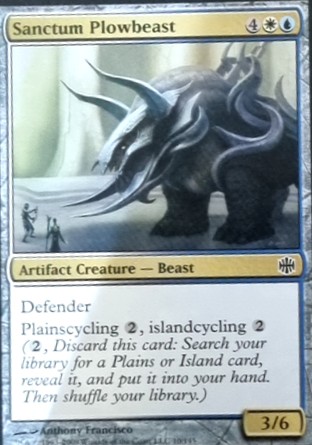 Sanctum Plowbeast 4
Artifact Creature — Beast
Defender
Plainscycling 2, islandcycling 2
(2, Discard this card: Search your
library for a Plains or Island card,
reveal it, and put it into your hand.
Then shuffle your library.)
Anthony Francisco
3/6